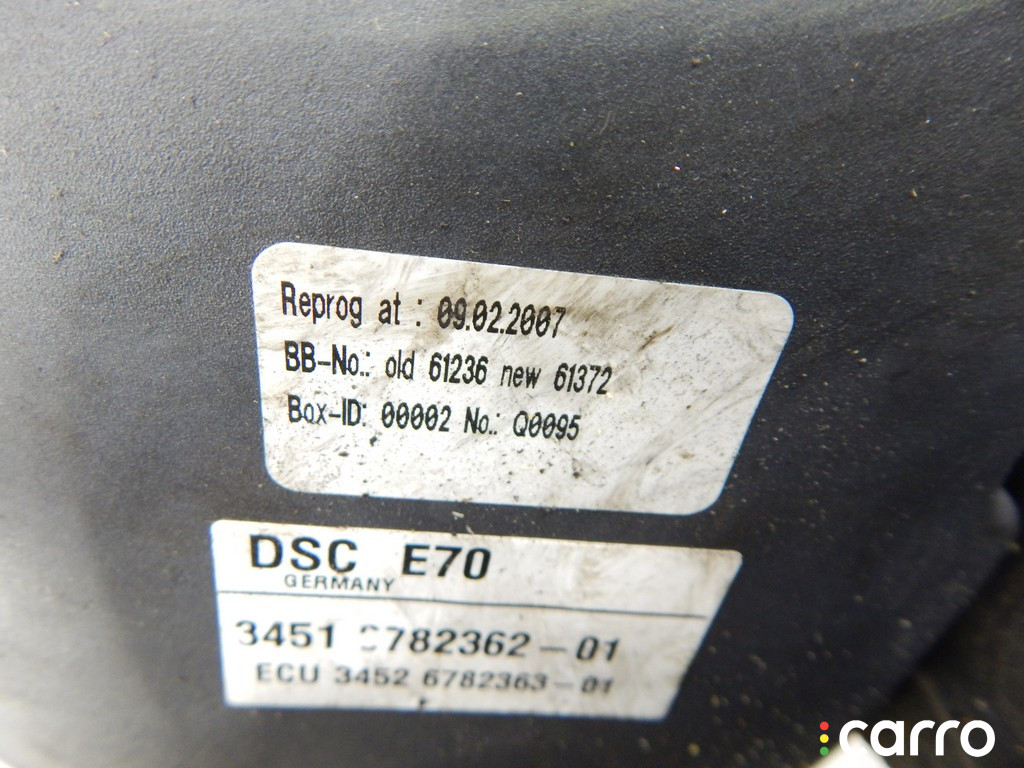 Reprog at : 09.02.2007
BB-No.: old 61236 new 61372
Box-ID: 00002 No.: Q0095
DSC E70
GERMANY
3451 6782362-01
ECU 3452 6782363-01
carro